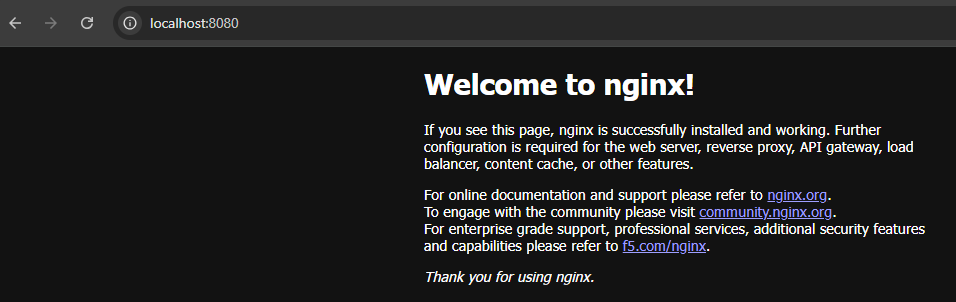 localhost:8080
Welcome to nginx!
If you see this page, nginx is successfully installed and working. Further
configuration is required for the web server, reverse proxy, API gateway, load
balancer, content cache, or other features.
For online documentation and support please refer to nginx.org.
To engage with the community please visit community.nginx.org.
For enterprise grade support, professional services, additional security features
and capabilities please refer to f5.com/nginx.
Thank you for using nginx.